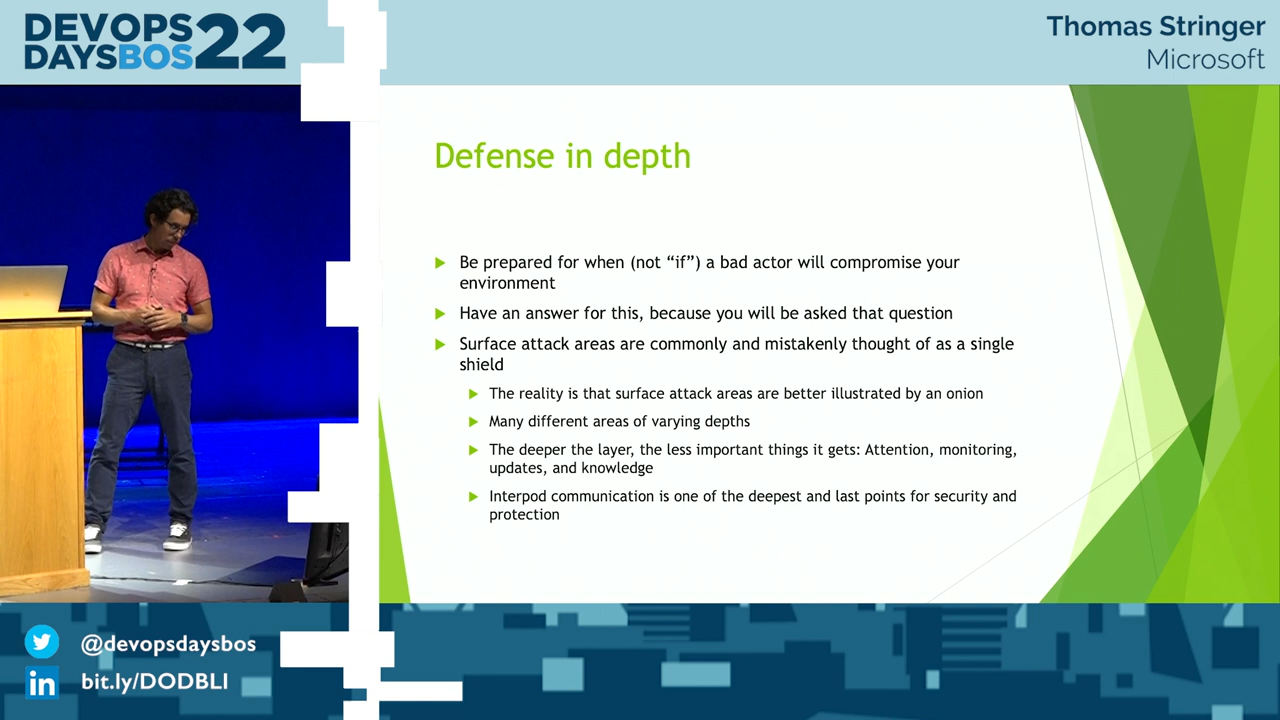 DEVOPS
DAYSBOS22
Thomas Stringer
Microsoft
Defense in depth
Be prepared for when (not “if”) a bad actor will compromise your
environment
Have an answer for this, because you will be asked that question
Surface attack areas are commonly and mistakenly thought of as a single
shield
The reality is that surface attack areas are better illustrated by an onion
Many different areas of varying depths
The deeper the layer, the less important things it gets: Attention, monitoring,
updates, and knowledge
Interpod communication is one of the deepest and last points for security and
protection
@devopsdaysbos
in bit.ly/DODBLI